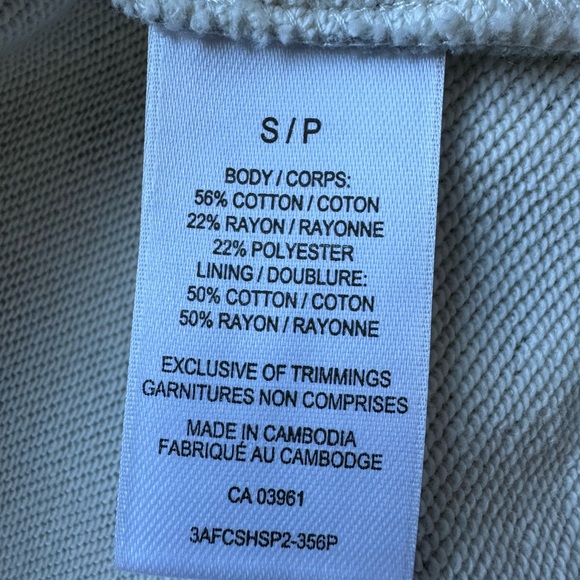 S / P
BODY / CORPS:
56% COTTON / COTON
22% RAYON / RAYONNE
22% POLYESTER
LINING / DOUBLURE:
50% COTTON / COTON
50% RAYON / RAYONNE
EXCLUSIVE OF TRIMMINGS
GARNITURES NON COMPRISES
MADE IN CAMBODIA
FABRIQUÉ AU CAMBODGE
CA 03961
3AFCSHSP2-356P